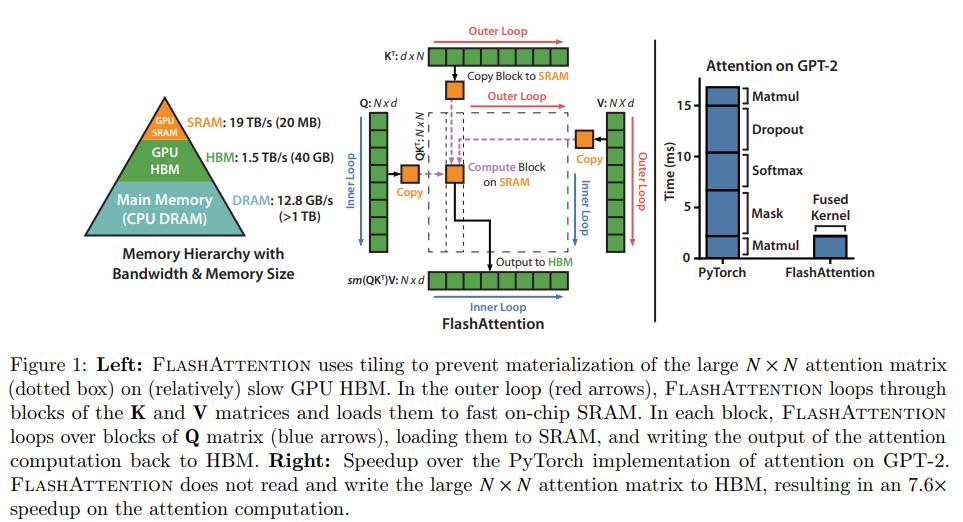 GPU
SRAM
GPU
HBM
Main Memory
(CPU DRAM)
SRAM: 19 TB/s (20 MB)
HBM: 1.5 TB/s (40 GB)
DRAM: 12.8 GB/s
(>1 TB)
Memory Hierarchy with
Bandwidth & Memory Size
Outer Loop
Kᵀ: d x N
Copy Block to SRAM
Outer Loop
Q: N x d
V: N X d
QKᵀ: N x N
Inner Loop
Copy
Compute Block
on SRAM
Copy
Inner Loop
Outer Loop
Output to HBM
sm(QKᵀ)V: N x d
Inner Loop
FlashAttention
Attention on GPT-2
Time (ms)
15
10
5
0
Matmul
Dropout
Softmax
Mask
Matmul
Fused
Kernel
PyTorch
FlashAttention
Figure 1: Left: FLASHATTENTION uses tiling to prevent materialization of the large N × N attention matrix
(dotted box) on (relatively) slow GPU HBM. In the outer loop (red arrows), FLASHATTENTION loops through
blocks of the K and V matrices and loads them to fast on-chip SRAM. In each block, FLASHATTENTION
loops over blocks of Q matrix (blue arrows), loading them to SRAM, and writing the output of the attention
computation back to HBM. Right: Speedup over the PyTorch implementation of attention on GPT-2.
FLASHATTENTION does not read and write the large N × N attention matrix to HBM, resulting in an 7.6×
speedup on the attention computation.